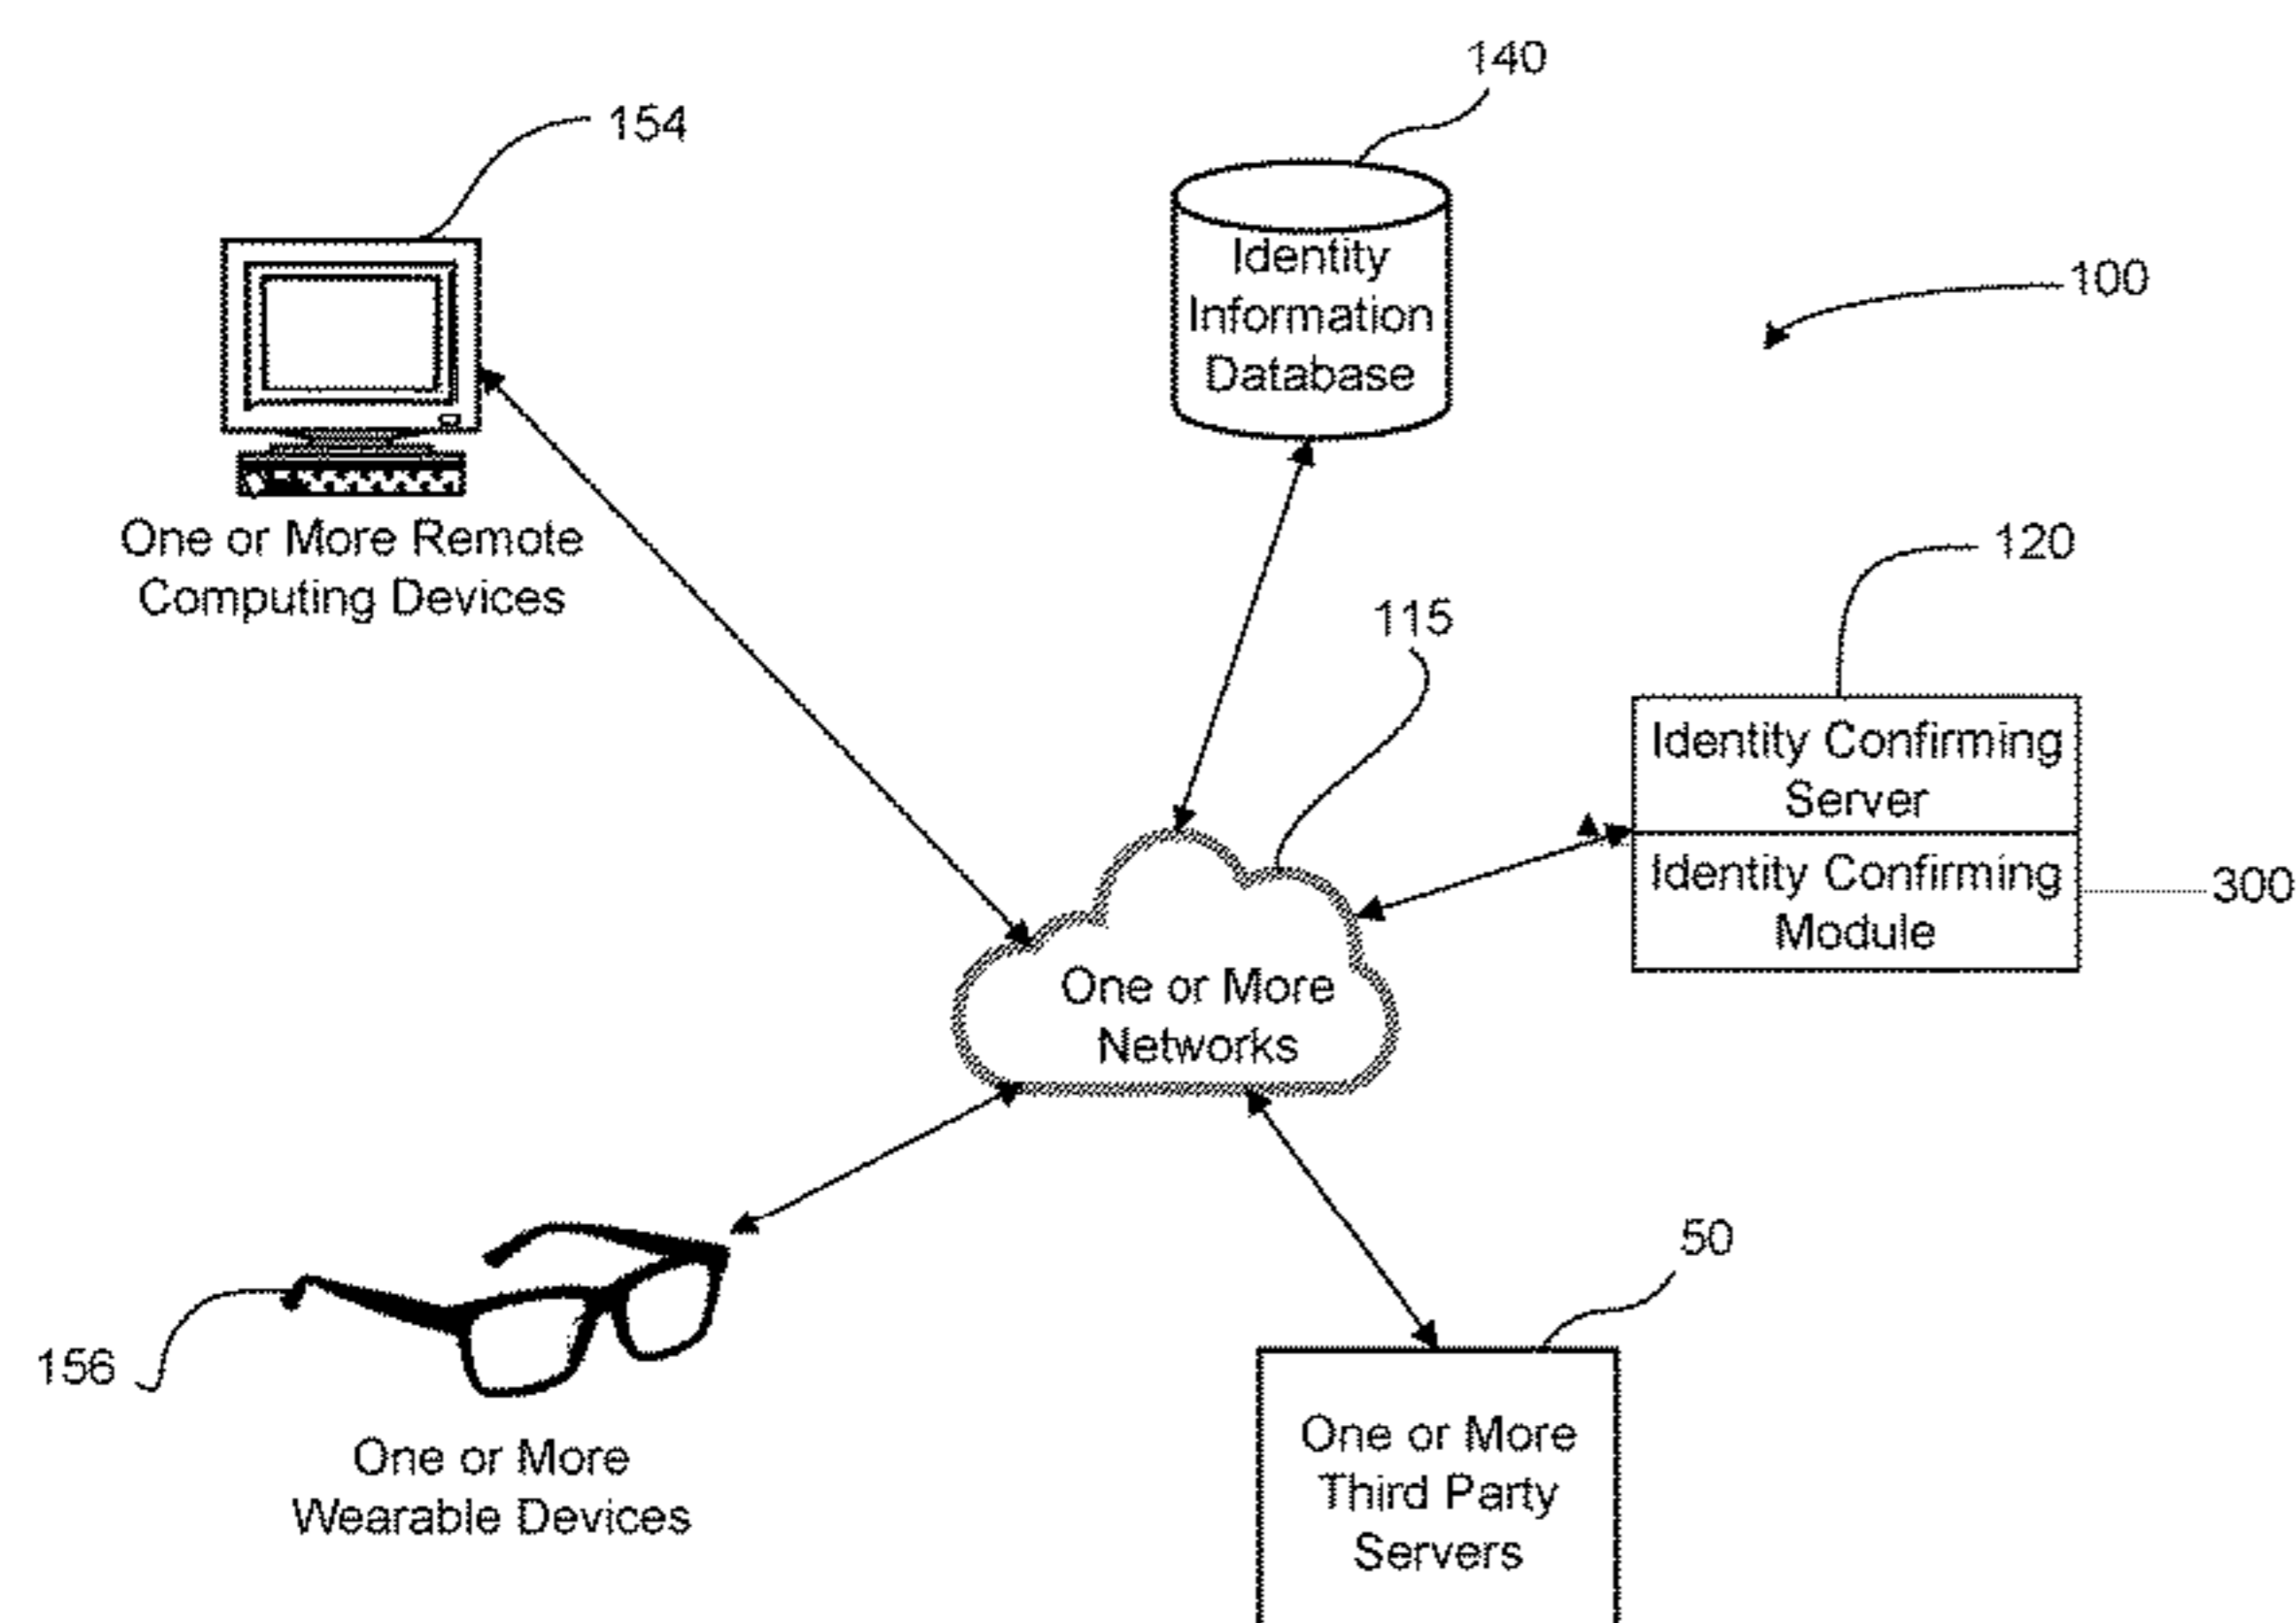 140
154
Identity
Information
Database
100
One or More Remote
Computing Devices
120
115
Identity Confirming
Server
Identity Confirming
Module
300
One or More
Networks
50
156
One or More
Wearable Devices
One or More
Third Party
Servers